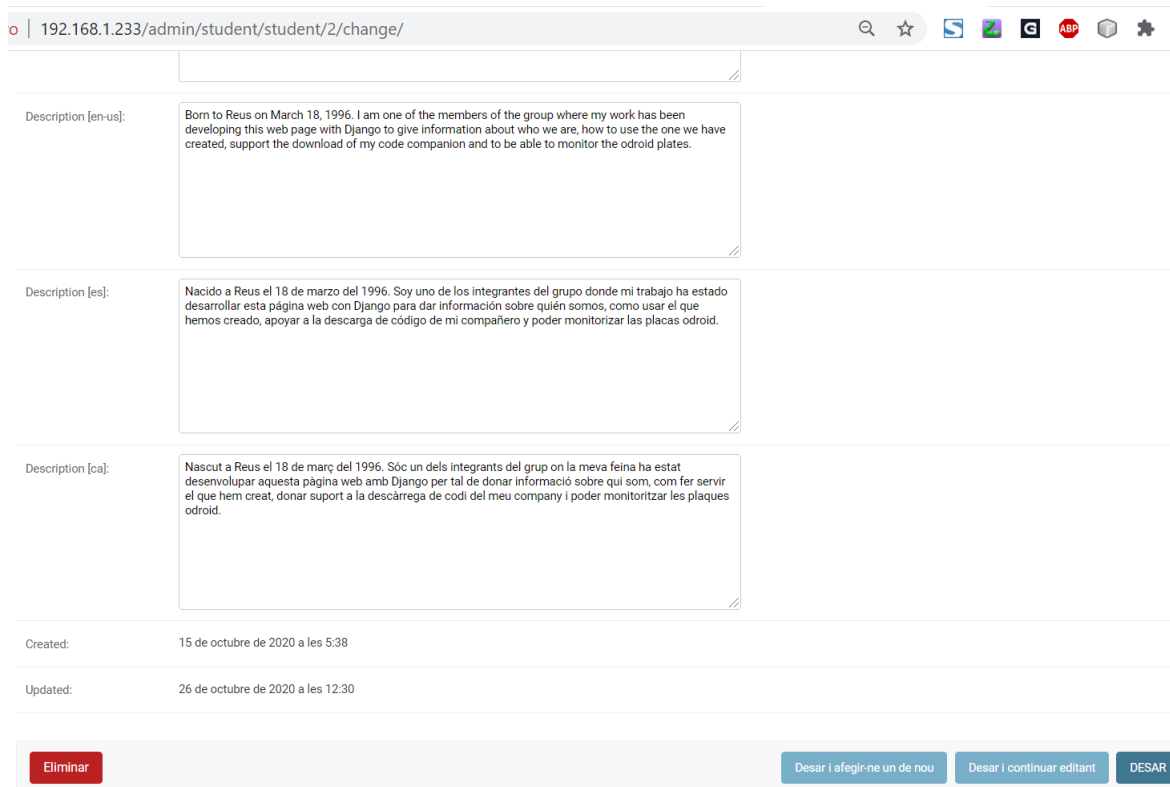 ro | 192.168.1.233/admin/student/student/2/change/
S Z G ABP
Description [en-us]:
Born to Reus on March 18, 1996. I am one of the members of the group where my work has been
developing this web page with Django to give information about who we are, how to use the one we have
created, support the download of my code companion and to be able to monitor the odroid plates.
Description [es]:
Nacido a Reus el 18 de marzo del 1996. Soy uno de los integrantes del grupo donde mi trabajo ha estado
desarrollar esta página web con Django para dar información sobre quién somos, como usar el que
hemos creado, apoyar a la descarga de código de mi compañero y poder monitorizar las placas odroid.
Description [ca]:
Nascut a Reus el 18 de març del 1996. Sóc un dels integrants del grup on la meva feina ha estat
desenvolupar aquesta pàgina web amb Django per tal de donar informació sobre qui som, com fer servir
el que hem creat, donar suport a la descàrrega de codi del meu company i poder monitoritzar les plaques
odroid.
Created:
15 de octubre de 2020 a les 5:38
Updated:
26 de octubre de 2020 a les 12:30
Eliminar
Desar i afegir-ne un de nou
Desar i continuar editant
DESAR